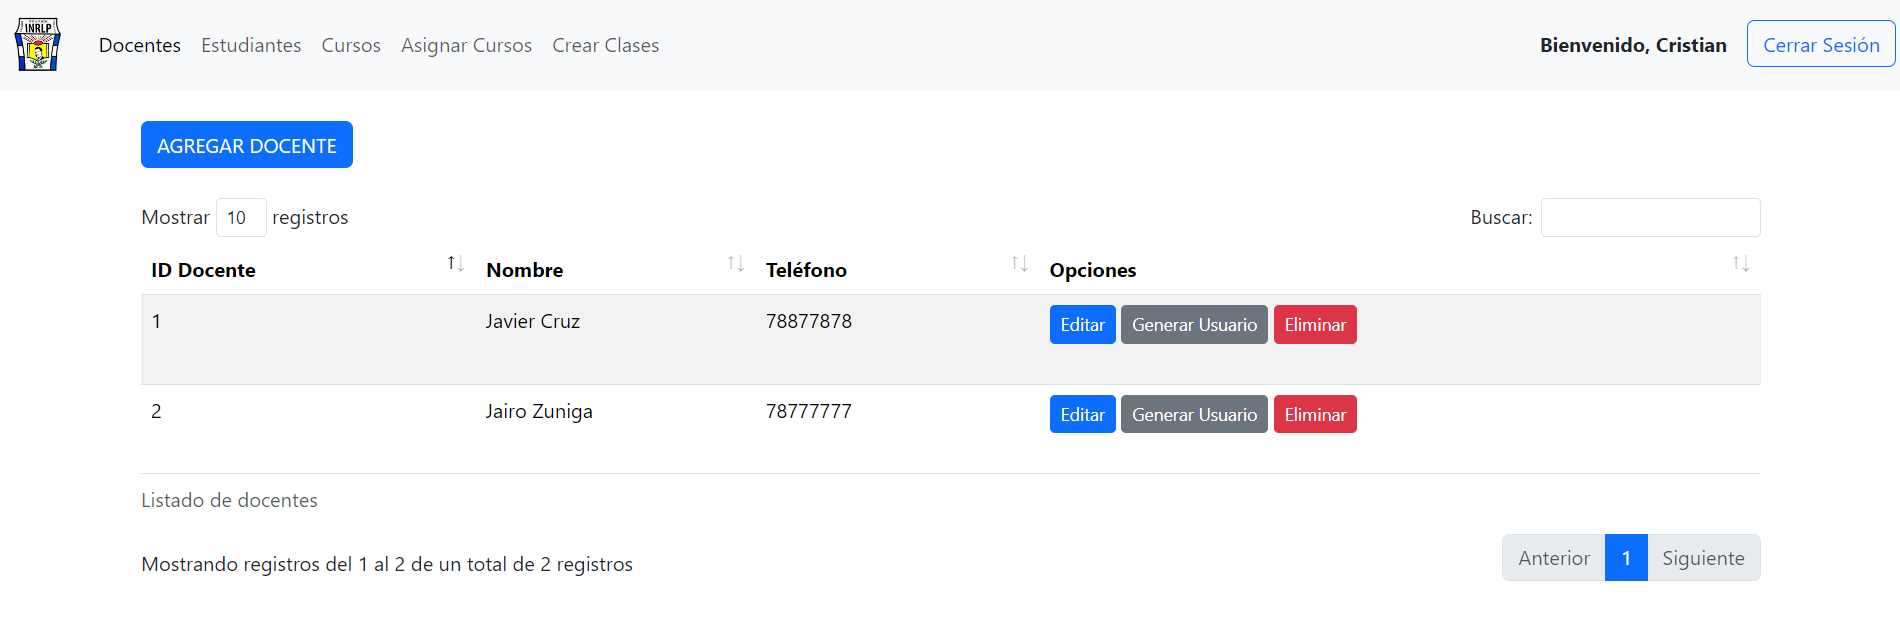 INRLP
Docentes Estudiantes Cursos Asignar Cursos Crear Clases Bienvenido, Cristian Cerrar Sesión
AGREGAR DOCENTE
Mostrar 10 registros Buscar:
ID Docente Nombre Teléfono Opciones
1 Javier Cruz 78877878 Editar Generar Usuario Eliminar
2 Jairo Zuniga 78777777 Editar Generar Usuario Eliminar
Listado de docentes
Mostrando registros del 1 al 2 de un total de 2 registros Anterior 1 Siguiente